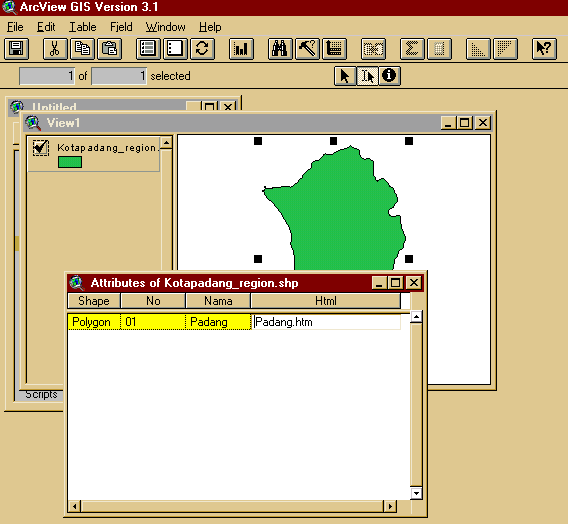 ArcView GIS Version 3.1
File Edit Table Field Window Help
1 of 1 selected
Untitled
View1
Kotapadang_region.
Attributes of Kotapadang_region.shp
Shape No Nama Html
Polygon 01 Padang Padang.htm
Scripts